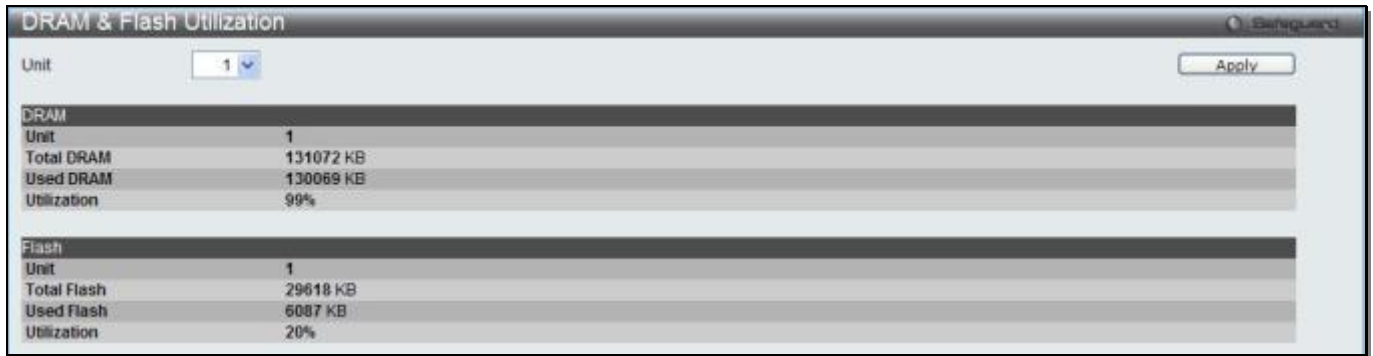 DRAM & Flash Utilization
Safeguard
Unit 1 Apply
DRAM
Unit 1
Total DRAM 131072 KB
Used DRAM 130069 KB
Utilization 99%
Flash
Unit 1
Total Flash 29618 KB
Used Flash 6087 KB
Utilization 20%